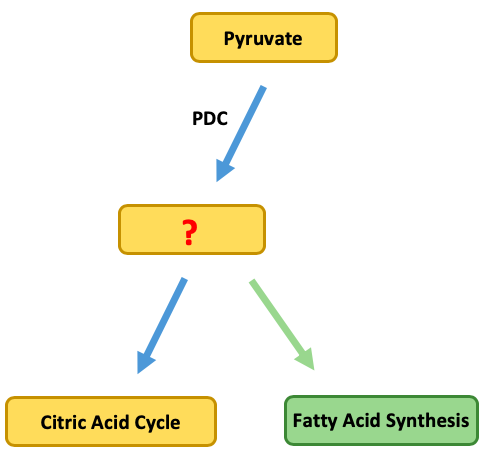 Pyruvate
PDC
?
Citric Acid Cycle
Fatty Acid Synthesis